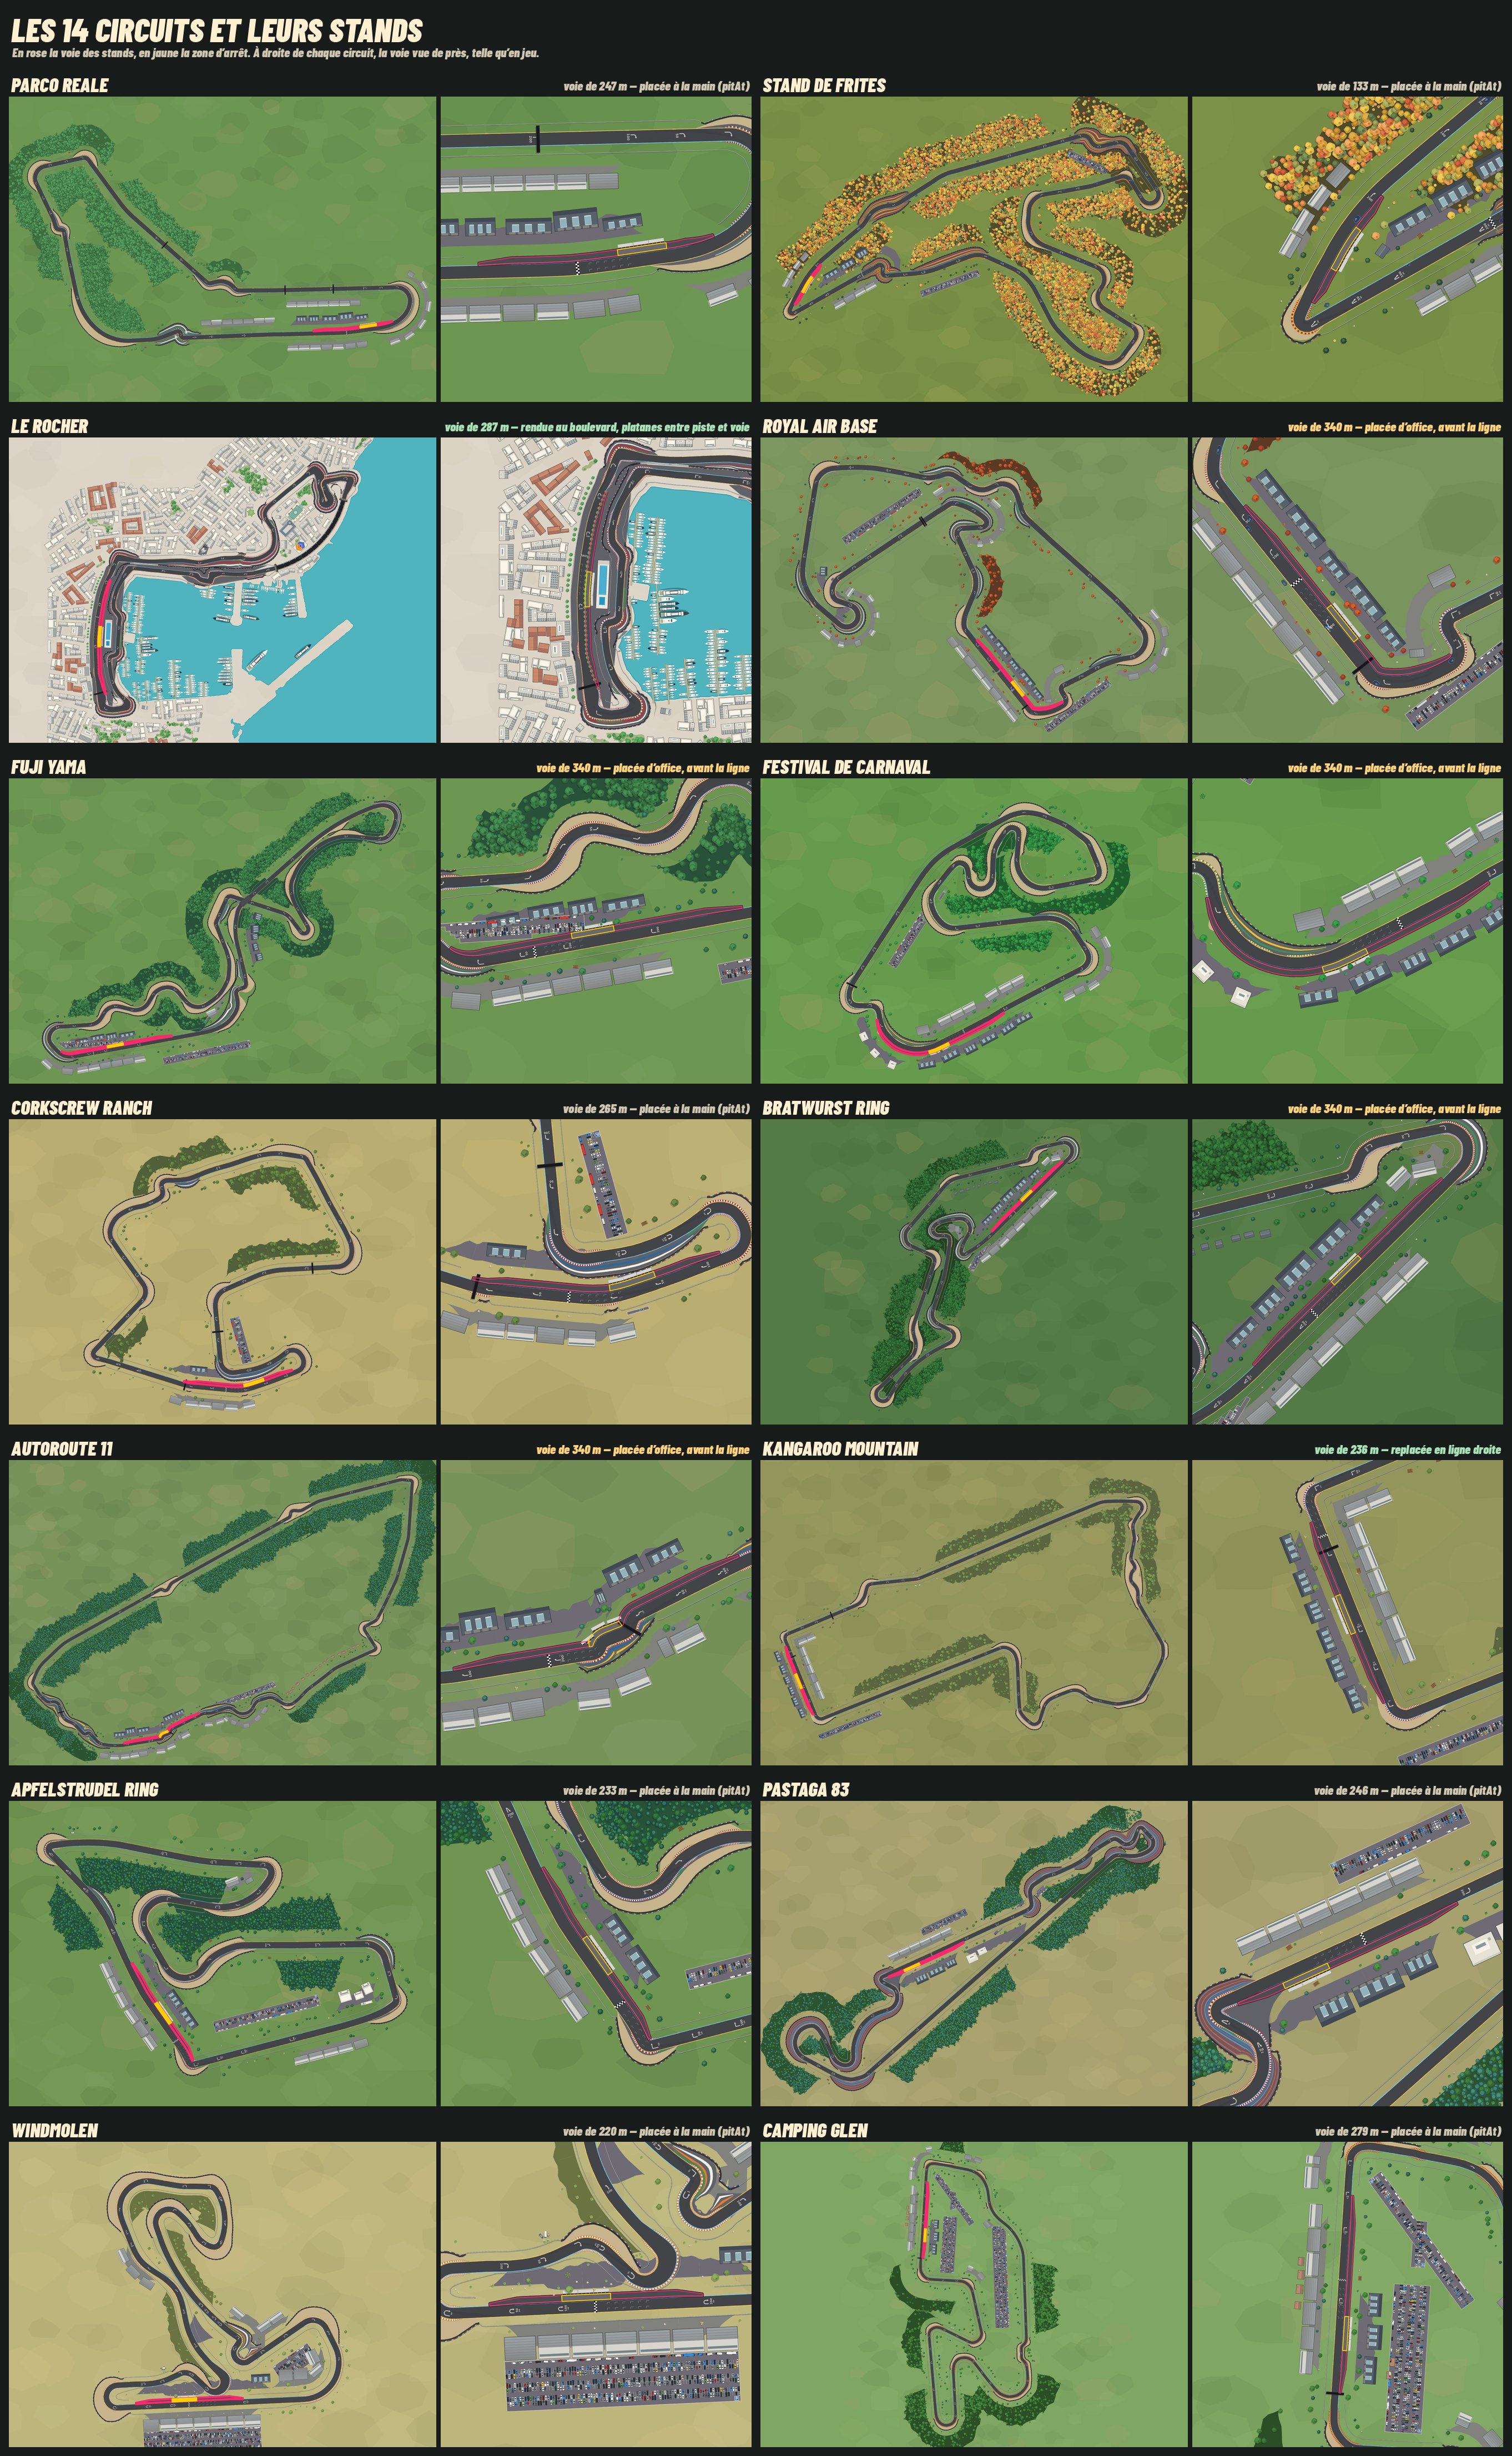 LES 14 CIRCUITS ET LEURS STANDS
En rose la voie des stands, en jaune la zone d'arrêt. À droite de chaque circuit, la voie vue de près, telle qu'en jeu.
PARCO REALE
voie de 247 m — placée à la main (pitAt)
STAND DE FRITES
voie de 133 m — placée à la main (pitAt)
LE ROCHER
voie de 287 m — rendue au boulevard, platanes entre piste et voie
ROYAL AIR BASE
voie de 340 m — placée d'office, avant la ligne
FUJI YAMA
voie de 340 m — placée d'office, avant la ligne
FESTIVAL DE CARNAVAL
voie de 340 m — placée d'office, avant la ligne
CORKSCREW RANCH
voie de 265 m — placée à la main (pitAt)
BRATWURST RING
voie de 340 m — placée d'office, avant la ligne
AUTOROUTE 11
voie de 340 m — placée d'office, avant la ligne
KANGAROO MOUNTAIN
voie de 236 m — replacée en ligne droite
APFELSTRUDEL RING
voie de 233 m — placée à la main (pitAt)
PASTAGA 83
voie de 246 m — placée à la main (pitAt)
WINDMOLEN
voie de 220 m — placée à la main (pitAt)
CAMPING GLEN
voie de 279 m — placée à la main (pitAt)